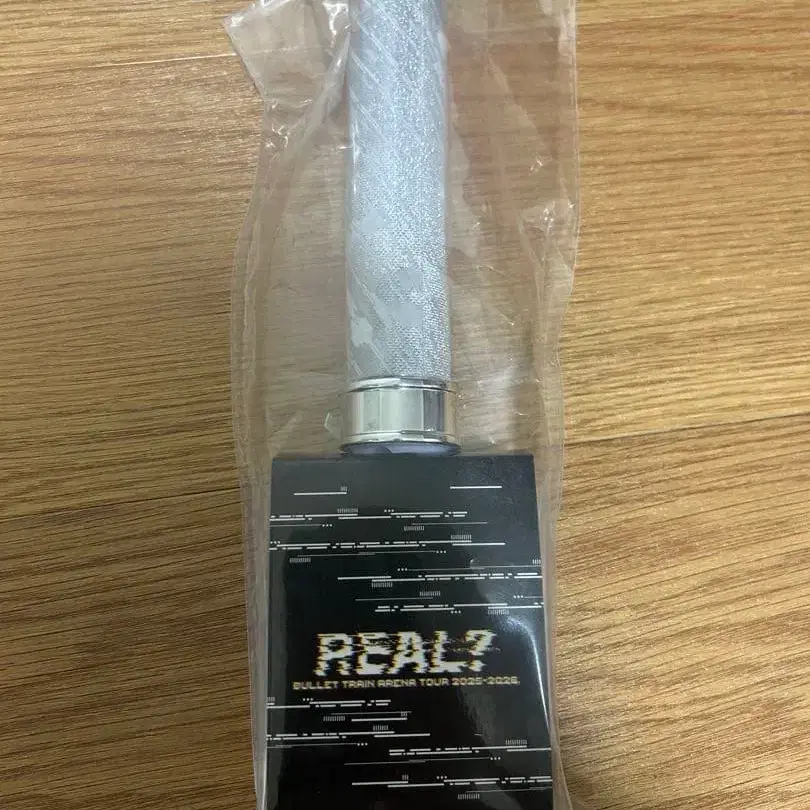 REAL?
BULLET TRAIN ARENA TOUR 2025-2026.